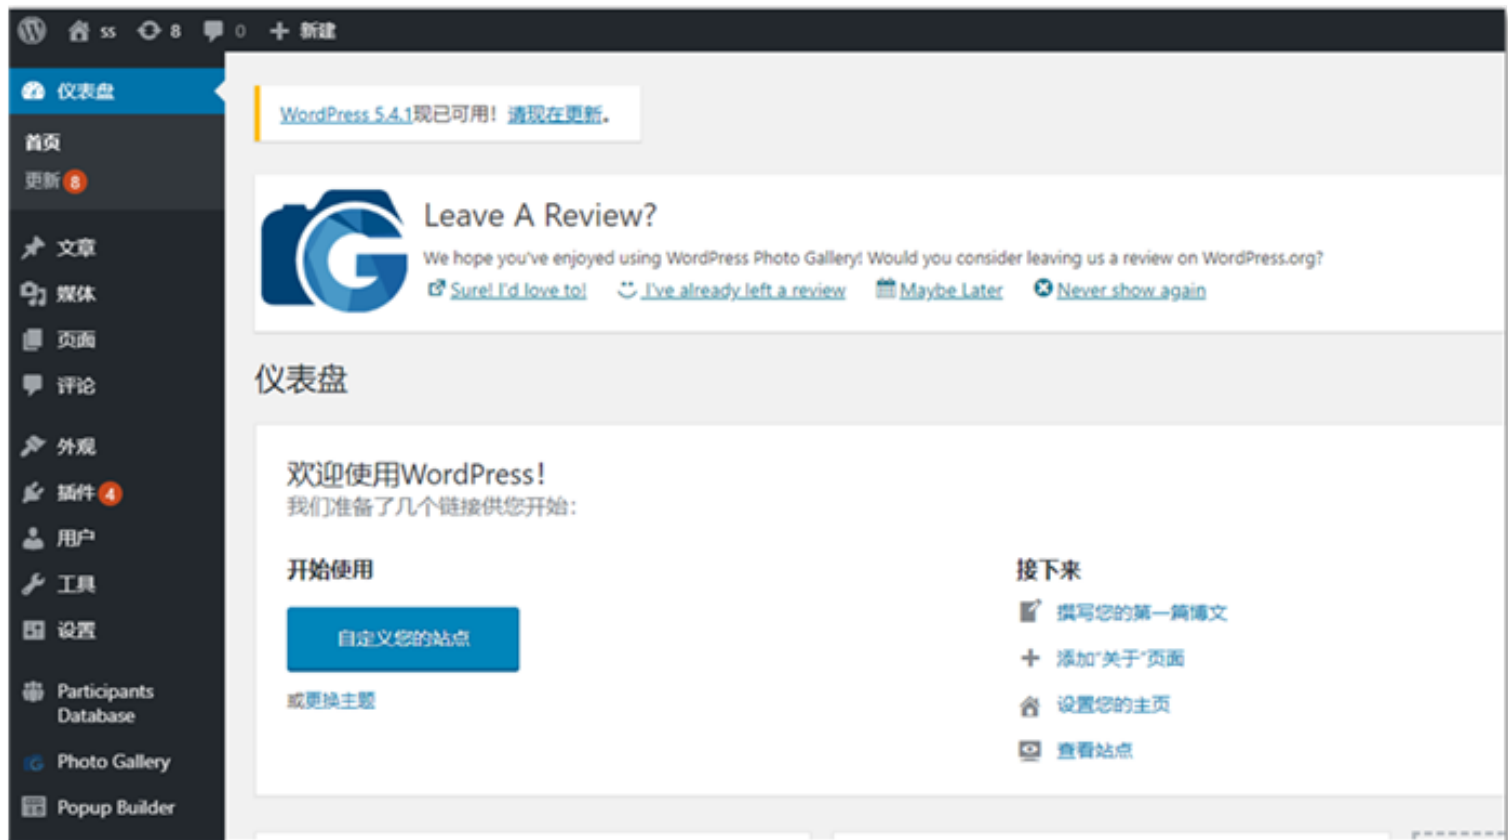 ss 8 0 新建
仪表盘
首页
更新 8
文章
媒体
页面
评论
外观
插件 4
用户
工具
设置
Participants
Database
Photo Gallery
Popup Builder
WordPress 5.4.1现已可用！请现在更新。
Leave A Review?
We hope you've enjoyed using WordPress Photo Gallery! Would you consider leaving us a review on WordPress.org?
Sure! I'd love to! I've already left a review Maybe Later Never show again
仪表盘
欢迎使用WordPress！
我们准备了几个链接供您开始：
开始使用
自定义您的站点
或更换主题
接下来
撰写您的第一篇博文
添加“关于”页面
设置您的主页
查看站点